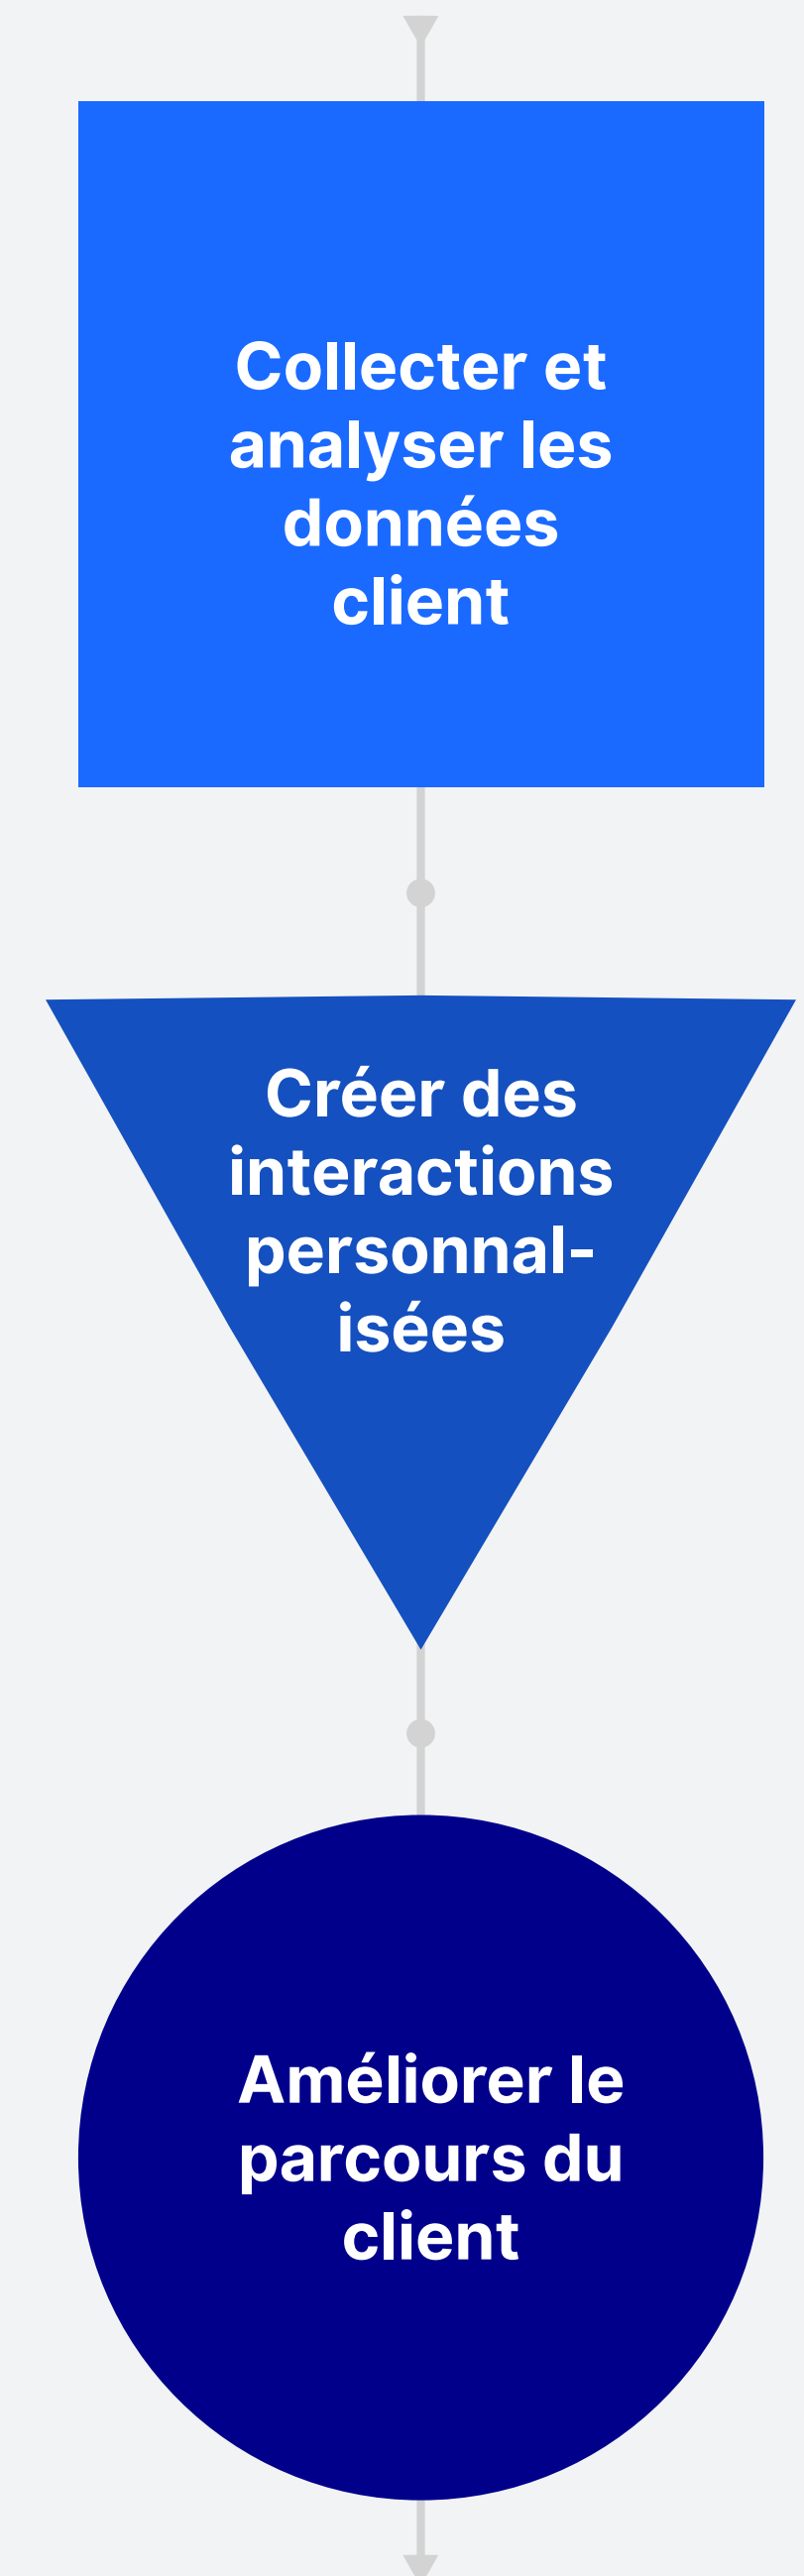 Collecter et
analyser les
données
client
Créer des
interactions
personnal-
isées
Améliorer le
parcours du
client